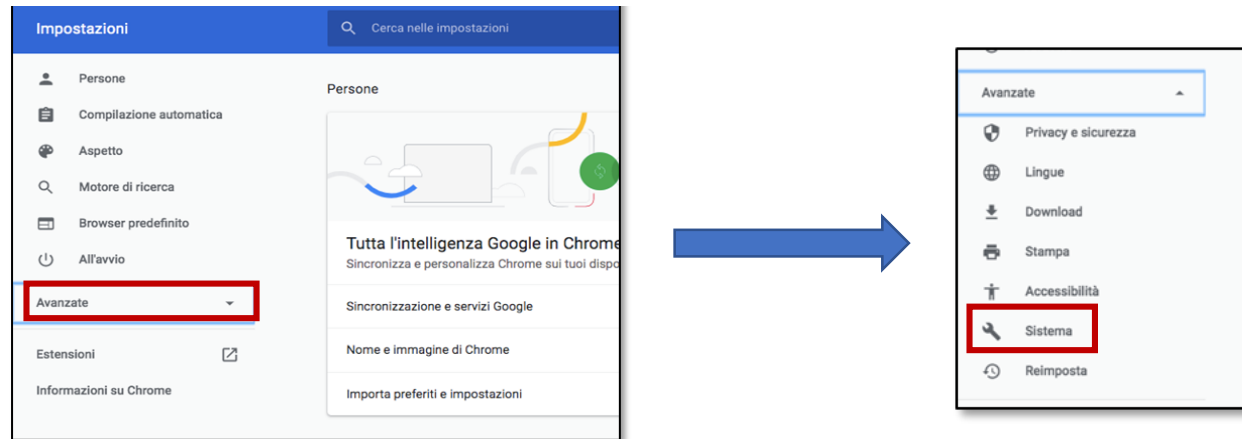 Impostazioni
Cerca nelle impostazioni
Persone
Compilazione automatica
Aspetto
Motore di ricerca
Browser predefinito
All'avvio
Avanzate
Estensioni
Informazioni su Chrome
Persone
Tutta l'intelligenza Google in Chrome
Sincronizza e personalizza Chrome sui tuoi dispo
Sincronizzazione e servizi Google
Nome e immagine di Chrome
Importa preferiti e impostazioni
Avanzate
Privacy e sicurezza
Lingue
Download
Stampa
Accessibilità
Sistema
Reimposta